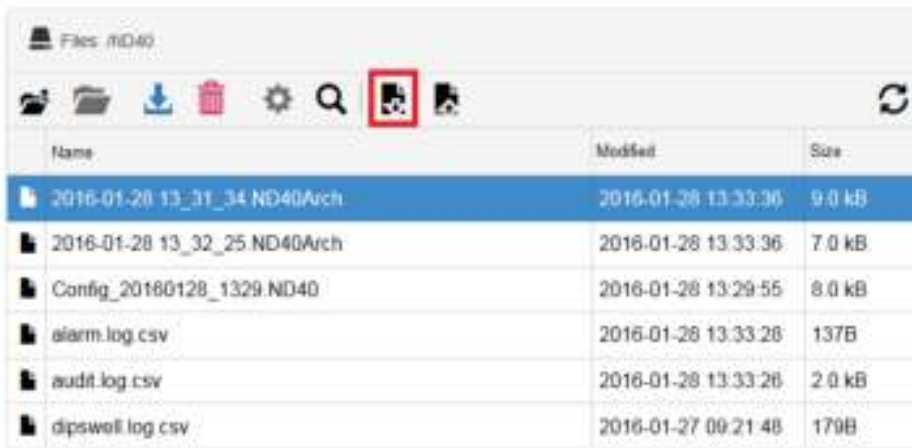 Files /ND40
Name Modified Size
2016-01-28 13_31_34.ND40Arch 2016-01-28 13:33:36 9.0 kB
2016-01-28 13_32_25.ND40Arch 2016-01-28 13:33:36 7.0 kB
Config_20160128_1329.ND40 2016-01-28 13:29:55 8.0 kB
alarm.log.csv 2016-01-28 13:33:28 137B
audit.log.csv 2016-01-28 13:33:26 2.0 kB
dipswell.log.csv 2016-01-27 09:21:48 179B